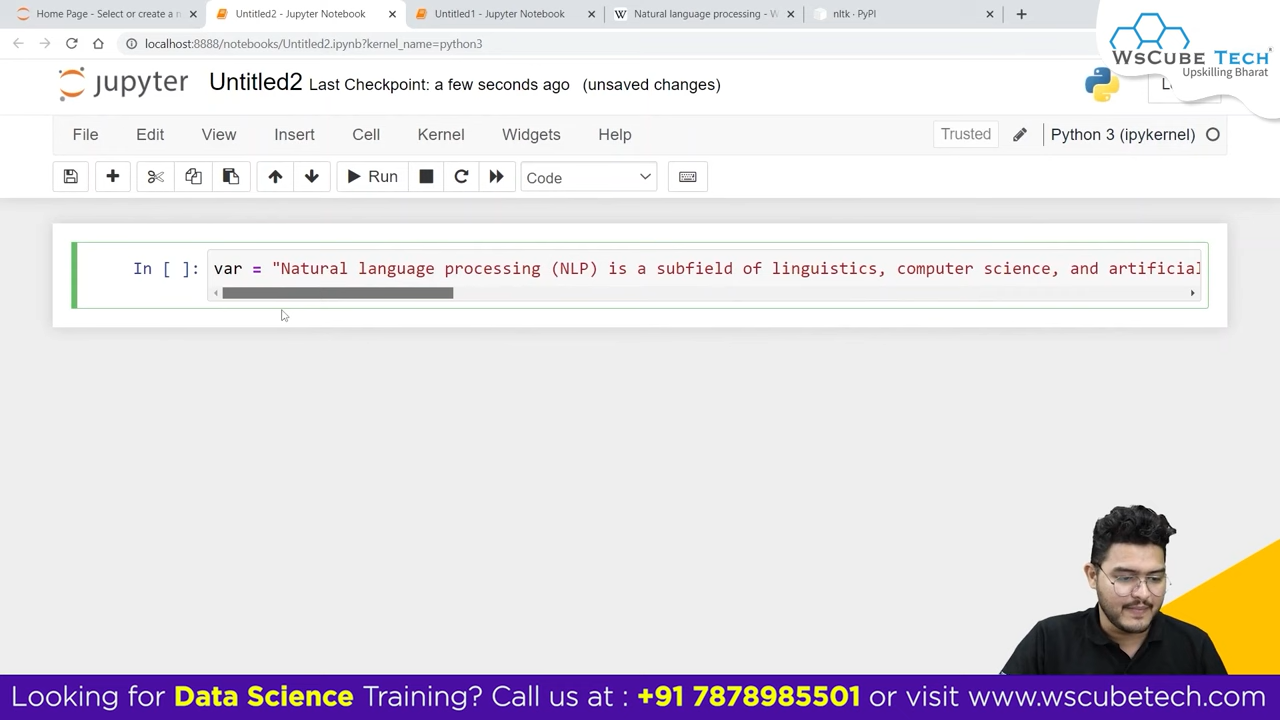 Home Page - Select or create a n
Untitled2 - Jupyter Notebook
Untitled1 - Jupyter Notebook
W Natural language processing - W
nltk · PyPI
localhost:8888/notebooks/Untitled2.ipynb?kernel_name=python3
WSCUBE TECH
Upskilling Bharat
jupyter Untitled2 Last Checkpoint: a few seconds ago (unsaved changes)
File Edit View Insert Cell Kernel Widgets Help Trusted Python 3 (ipykernel)
Run Code
In [ ]: var = "Natural language processing (NLP) is a subfield of linguistics, computer science, and artificial
Looking for Data Science Training? Call us at : +91 7878985501 or visit www.wscubetech.com